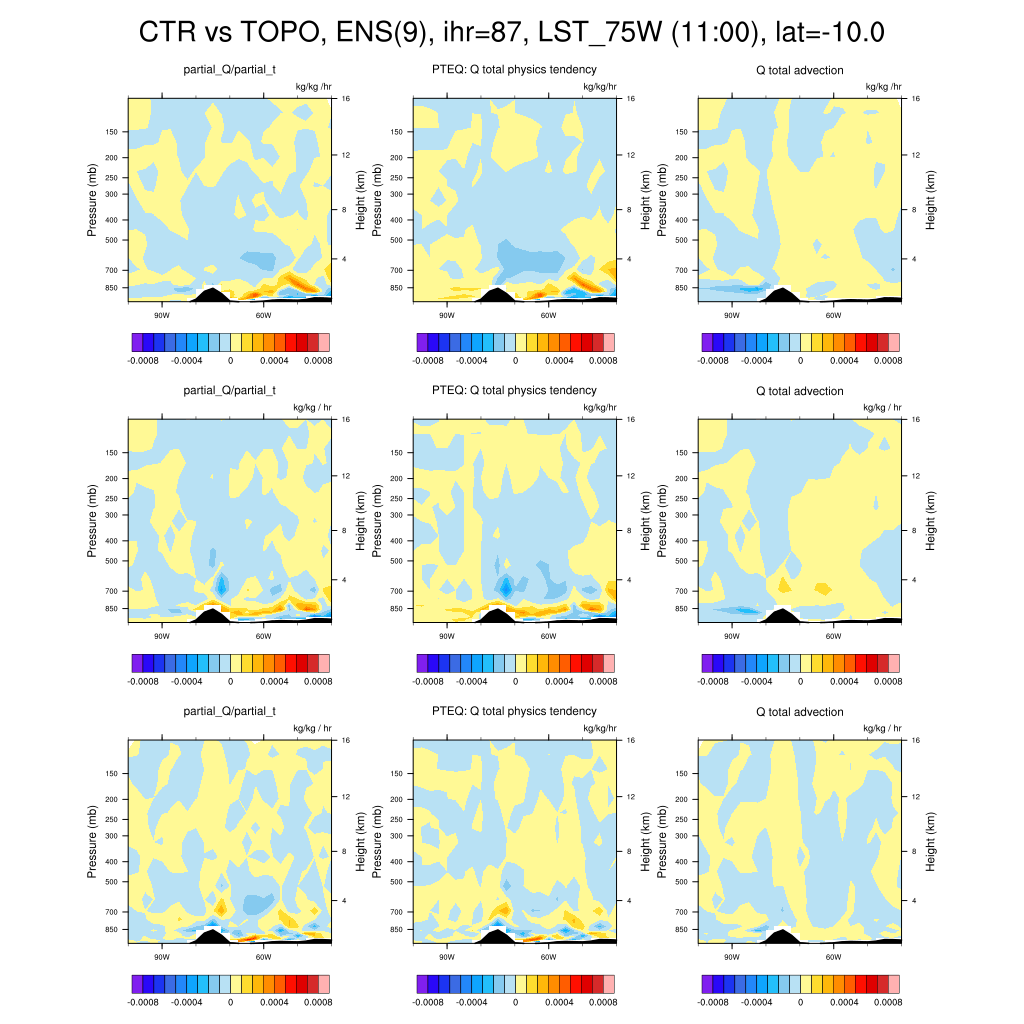 CTR vs TOPO, ENS(9), ihr=87, LST_75W (11:00), lat=-10.0
partial_Q/partial_t
kg/kg /hr
Pressure (mb)
150
200
250
300
400
500
700
850
16
12
8
4
Height (km)
90W 60W
-0.0008 -0.0004 0 0.0004 0.0008
PTEQ: Q total physics tendency
kg/kg/hr
Pressure (mb)
150
200
250
300
400
500
700
850
16
12
8
4
Height (km)
90W 60W
-0.0008 -0.0004 0 0.0004 0.0008
Q total advection
kg/kg /hr
Pressure (mb)
150
200
250
300
400
500
700
850
16
12
8
4
Height (km)
90W 60W
-0.0008 -0.0004 0 0.0004 0.0008
partial_Q/partial_t
kg/kg / hr
Pressure (mb)
150
200
250
300
400
500
700
850
16
12
8
4
Height (km)
90W 60W
-0.0008 -0.0004 0 0.0004 0.0008
PTEQ: Q total physics tendency
kg/kg/hr
Pressure (mb)
150
200
250
300
400
500
700
850
16
12
8
4
Height (km)
90W 60W
-0.0008 -0.0004 0 0.0004 0.0008
Q total advection
kg/kg / hr
Pressure (mb)
150
200
250
300
400
500
700
850
16
12
8
4
Height (km)
90W 60W
-0.0008 -0.0004 0 0.0004 0.0008
partial_Q/partial_t
kg/kg / hr
Pressure (mb)
150
200
250
300
400
500
700
850
16
12
8
4
Height (km)
90W 60W
-0.0008 -0.0004 0 0.0004 0.0008
PTEQ: Q total physics tendency
kg/kg/hr
Pressure (mb)
150
200
250
300
400
500
700
850
16
12
8
4
Height (km)
90W 60W
-0.0008 -0.0004 0 0.0004 0.0008
Q total advection
kg/kg / hr
Pressure (mb)
150
200
250
300
400
500
700
850
16
12
8
4
Height (km)
90W 60W
-0.0008 -0.0004 0 0.0004 0.0008